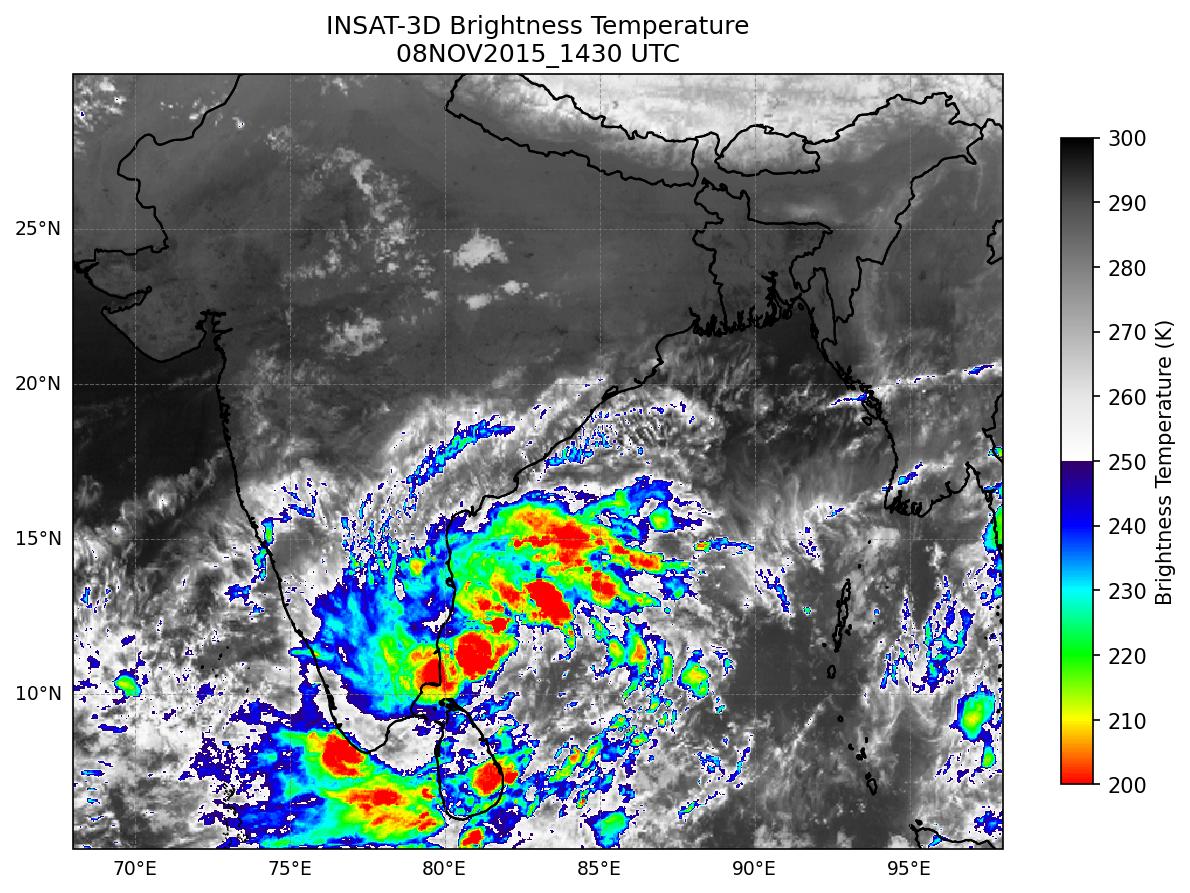 INSAT-3D Brightness Temperature
08NOV2015_1430 UTC
25°N
20°N
15°N
10°N
70°E
75°E
80°E
85°E
90°E
95°E
300
290
280
270
260
250
240
230
220
210
200
Brightness Temperature (K)